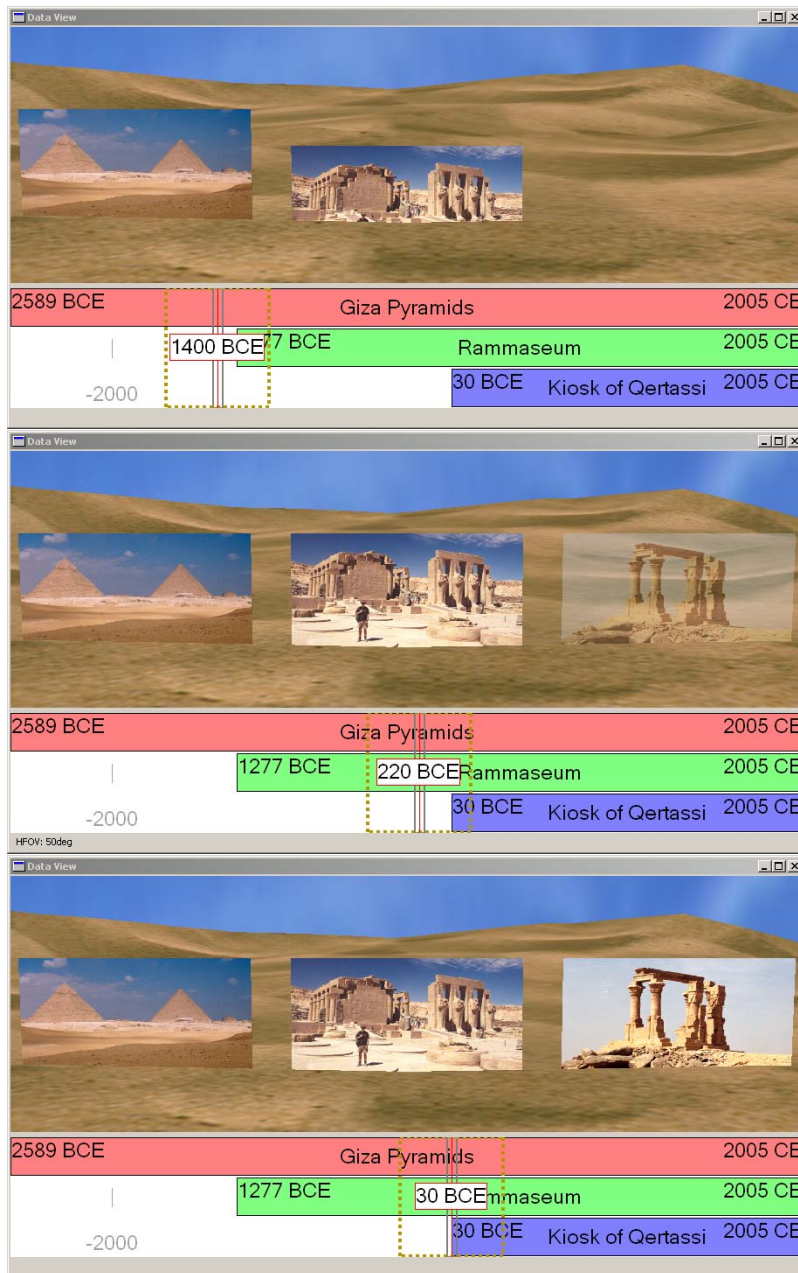 Data View
2589 BCE Giza Pyramids 2005 CE
1400 BCE 77 BCE Rammaseum 2005 CE
-2000 30 BCE Kiosk of Qertassi 2005 CE
Data View
2589 BCE Giza Pyramids 2005 CE
1277 BCE 220 BCE Rammaseum 2005 CE
-2000 30 BCE Kiosk of Qertassi 2005 CE
HFOV: 50deg
Data View
2589 BCE Giza Pyramids 2005 CE
1277 BCE 30 BCE mmaseum 2005 CE
-2000 30 BCE Kiosk of Qertassi 2005 CE